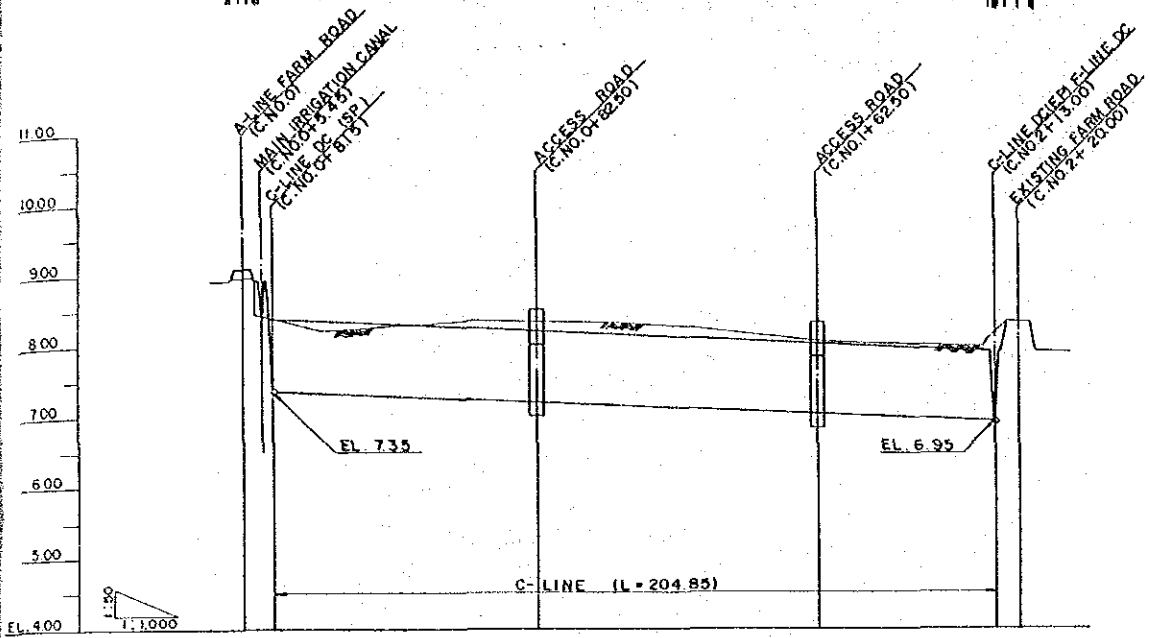 A-LINE FARM ROAD
(C.NO.0)
MAIN IRRIGATION CANAL
(C.NO.0+5.45)
C-LINE DC (SP.)
(C.NO.0+8.15)
ACCESS ROAD
(C.NO.0+82.50)
ACCESS ROAD
(C.NO.1+62.50)
C-LINE DC(EP) F-LINE DC
(C.NO.2+13.00)
EXISTING FARM ROAD
(C.NO.2+20.00)
11.00
10.00
9.00
8.00
7.00
6.00
5.00
EL.4.00
EL. 7.35
EL. 6.95
C-LINE (L=204.85)
1:50
1:1,000